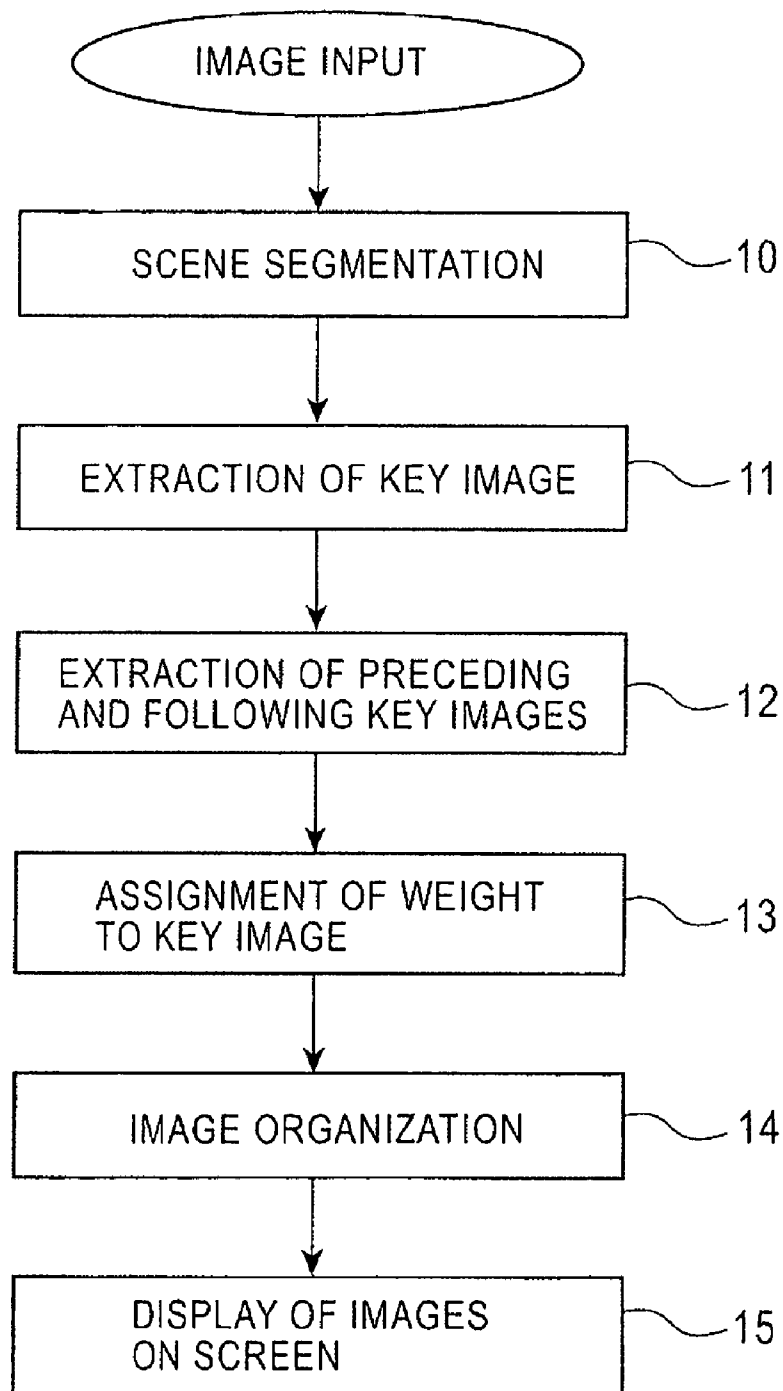 IMAGE INPUT
SCENE SEGMENTATION
10
EXTRACTION OF KEY IMAGE
11
EXTRACTION OF PRECEDING
AND FOLLOWING KEY IMAGES
12
ASSIGNMENT OF WEIGHT
TO KEY IMAGE
13
IMAGE ORGANIZATION
14
DISPLAY OF IMAGES
ON SCREEN
15